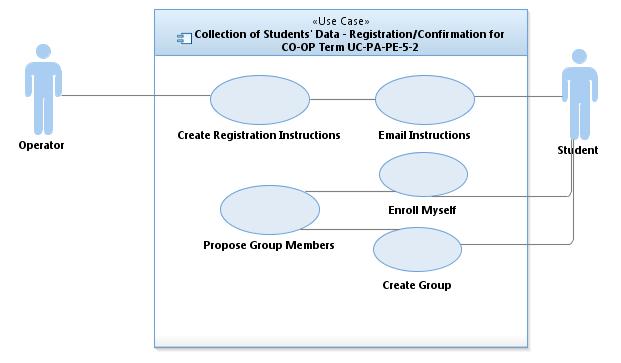 «Use Case»
Collection of Students' Data - Registration/Confirmation for
CO-OP Term UC-PA-PE-5-2
Create Registration Instructions
Email Instructions
Operator
Student
Enroll Myself
Propose Group Members
Create Group